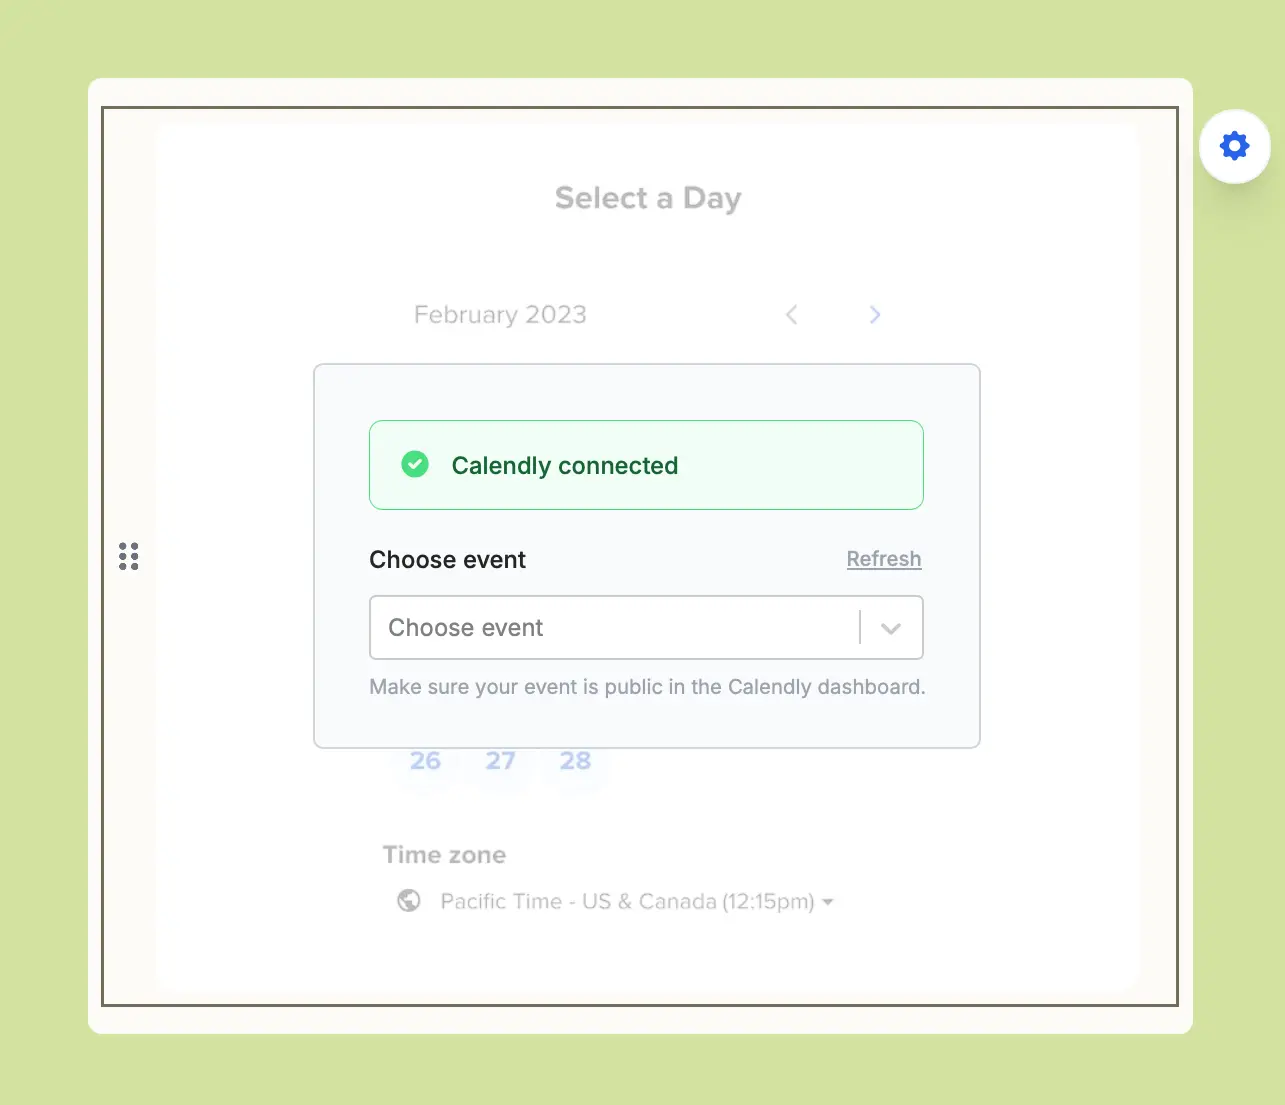 Select a Day
February 2023
Calendly connected
Choose event
Refresh
Choose event
Make sure your event is public in the Calendly dashboard.
26 27 28
Time zone
Pacific Time - US & Canada (12:15pm)